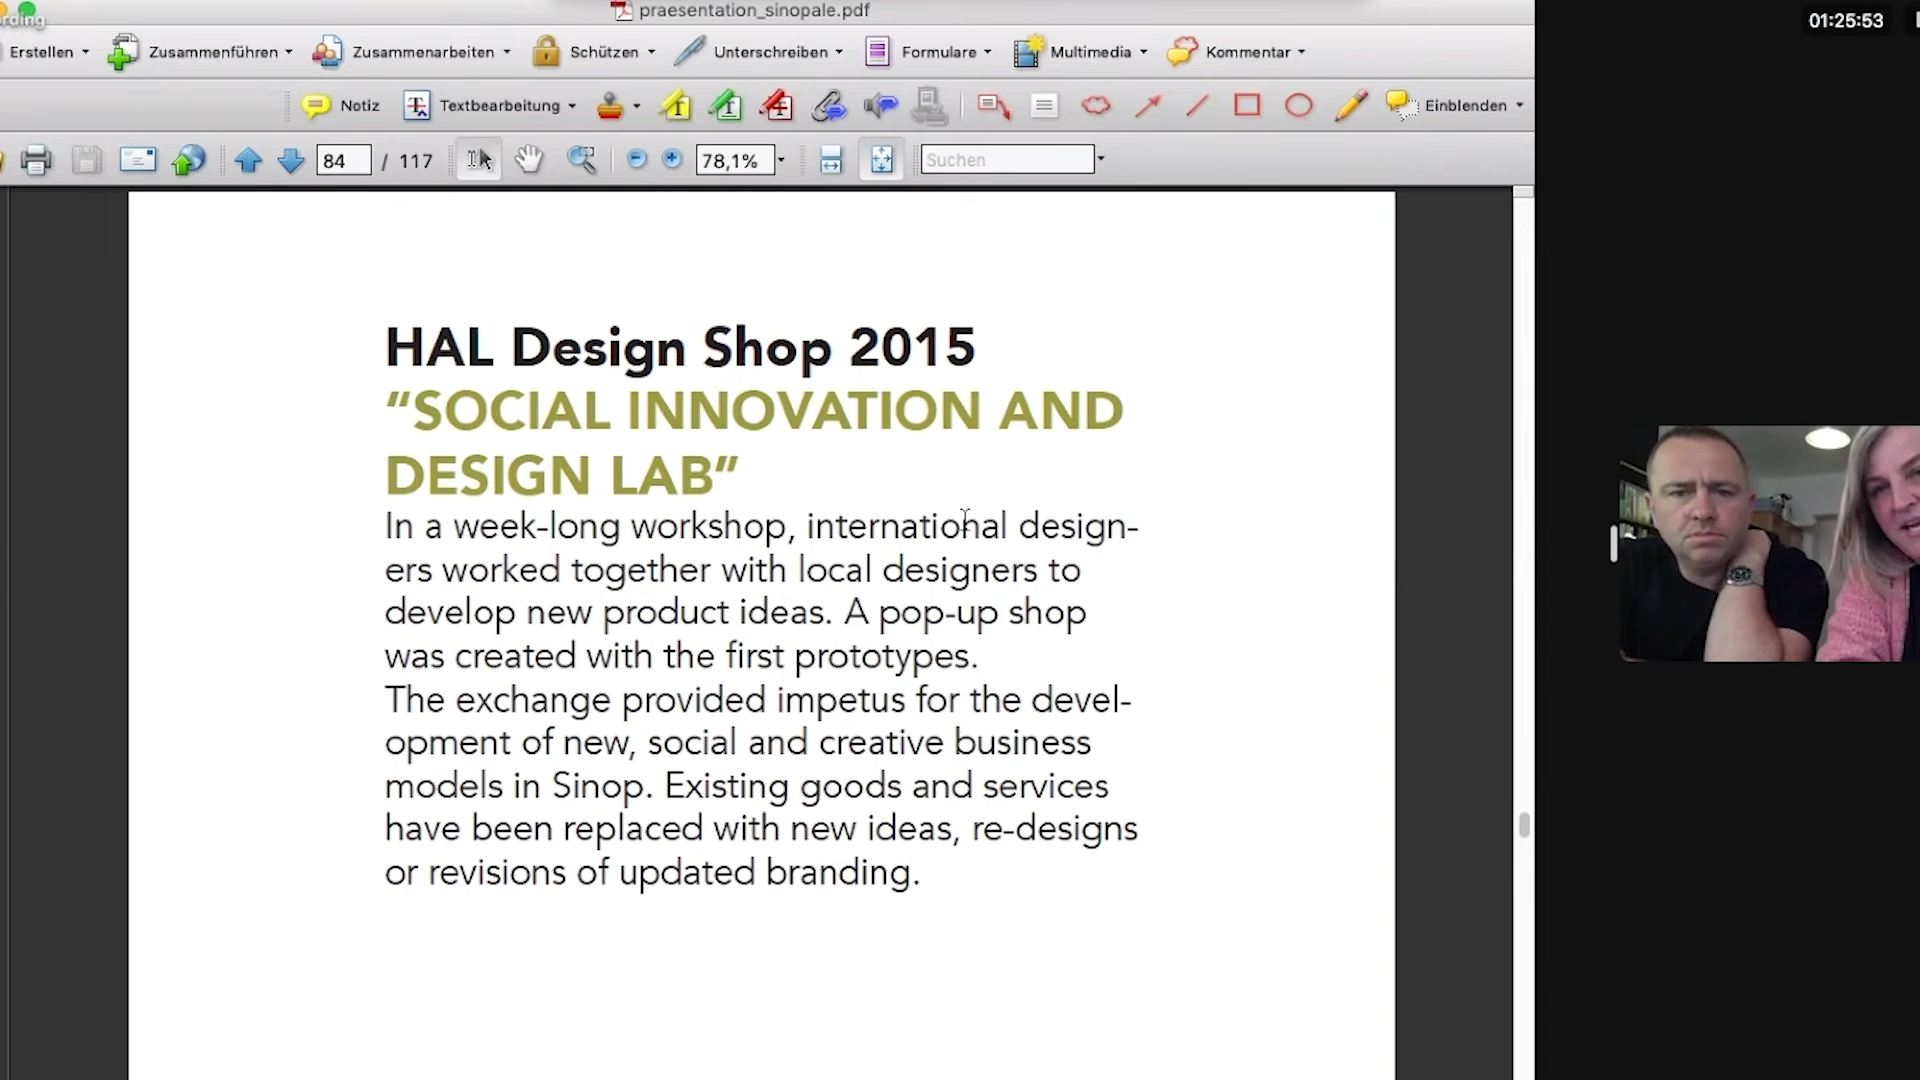 praesentation_sinopale.pdf
01:25:53
Erstellen Zusammenführen Zusammenarbeiten Schützen Unterschreiben Formulare Multimedia Kommentar
Notiz Textbearbeitung Einblenden
84 / 117 78,1% Suchen
HAL Design Shop 2015
“SOCIAL INNOVATION AND
DESIGN LAB”
In a week-long workshop, international design-
ers worked together with local designers to
develop new product ideas. A pop-up shop
was created with the first prototypes.
The exchange provided impetus for the devel-
opment of new, social and creative business
models in Sinop. Existing goods and services
have been replaced with new ideas, re-designs
or revisions of updated branding.